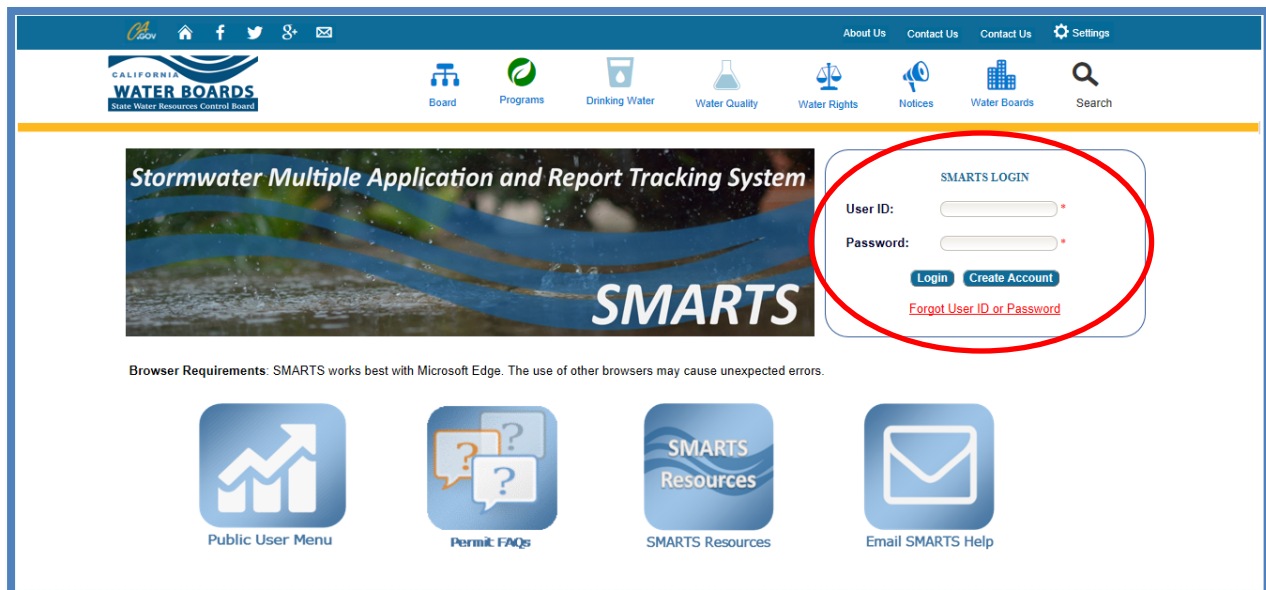 CA.GOV
About Us Contact Us Contact Us Settings
CALIFORNIA
WATER BOARDS
State Water Resources Control Board
Board Programs Drinking Water Water Quality Water Rights Notices Water Boards Search
Stormwater Multiple Application and Report Tracking System
SMARTS
SMARTS LOGIN
User ID: *
Password: *
Login Create Account
Forgot User ID or Password
Browser Requirements: SMARTS works best with Microsoft Edge. The use of other browsers may cause unexpected errors.
? ? ?
SMARTS
Resources
Public User Menu Permit FAQs SMARTS Resources Email SMARTS Help